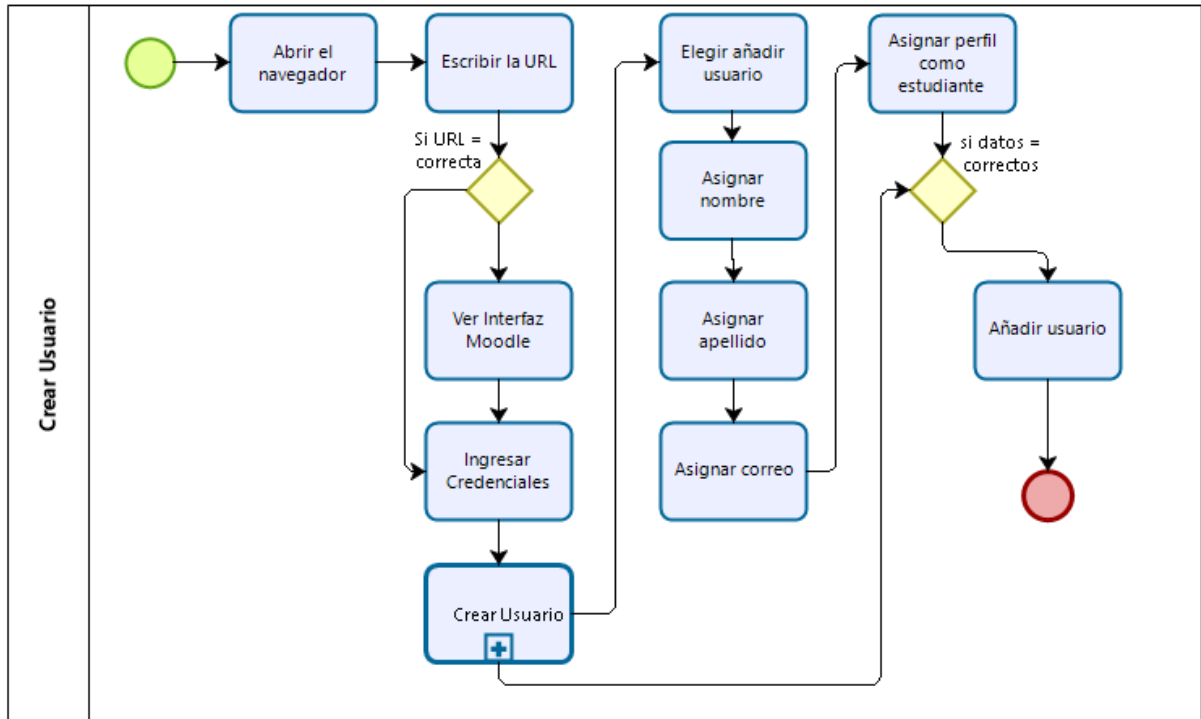 Crear Usuario
Abrir el
navegador
Escribir la URL
Si URL =
correcta
Ver Interfaz
Moodle
Ingresar
Credenciales
Crear Usuario
Elegir añadir
usuario
Asignar
nombre
Asignar
apellido
Asignar correo
Asignar perfil
como
estudiante
si datos =
correctos
Añadir usuario